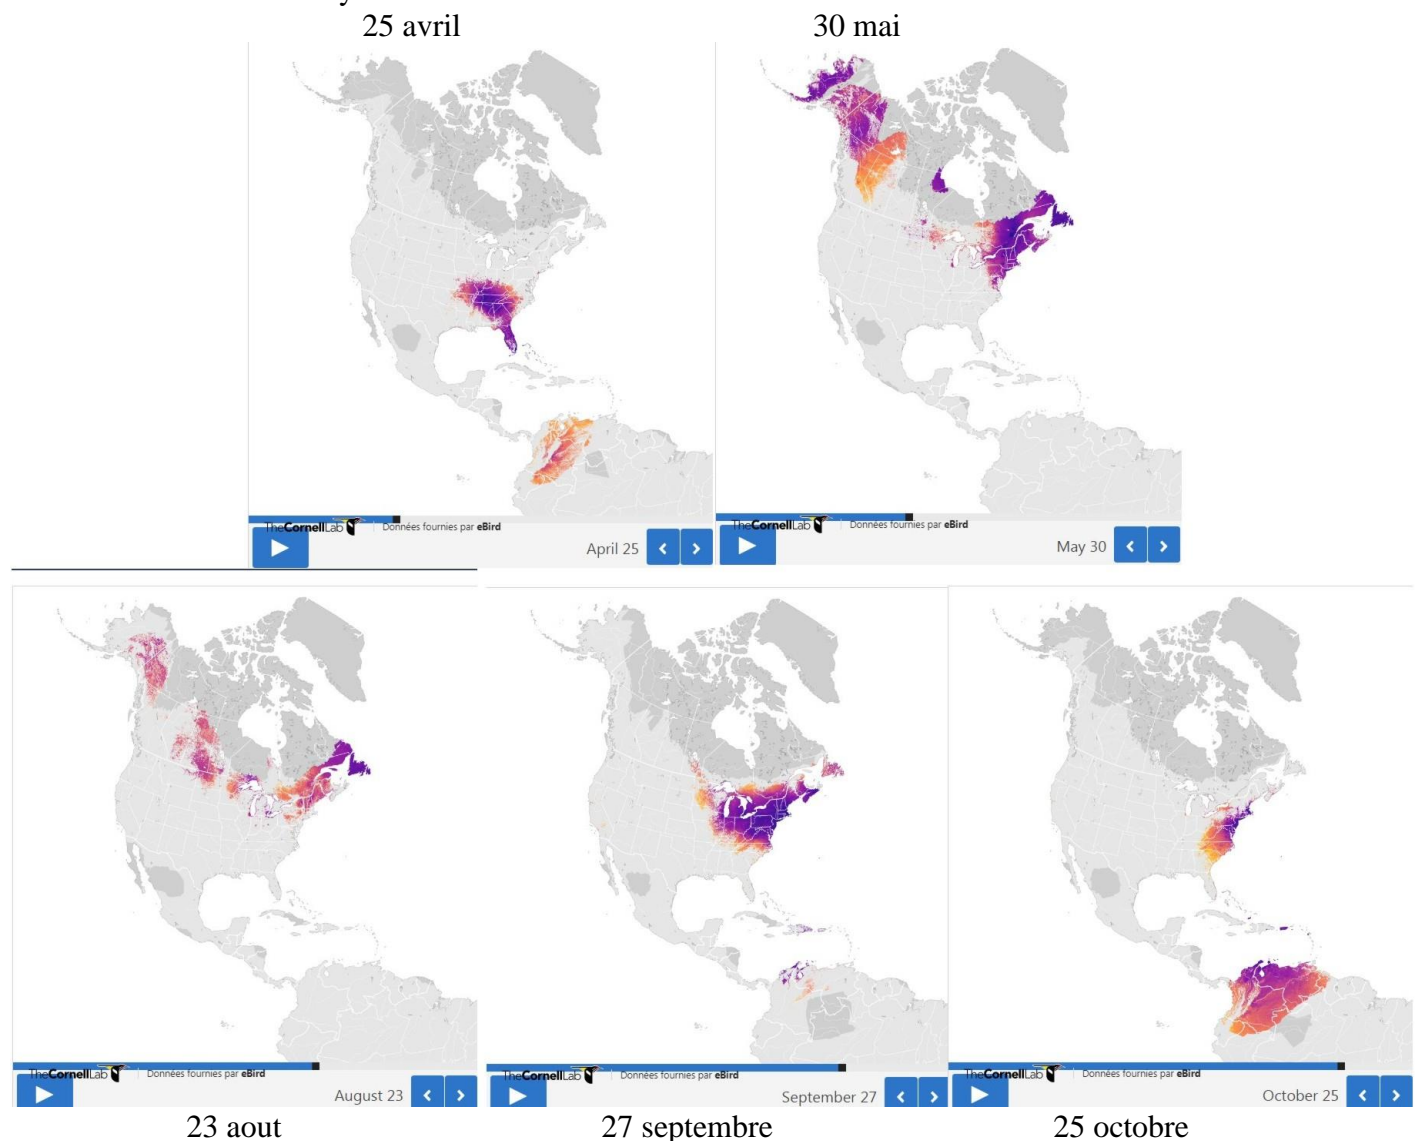 25 avril
30 mai
TheCornellLab Données fournies par eBird
April 25
TheCornellLab Données fournies par eBird
May 30
TheCornellLab Données fournies par eBird
August 23
TheCornellLab Données fournies par eBird
September 27
TheCornellLab Données fournies par eBird
October 25
23 aout
27 septembre
25 octobre